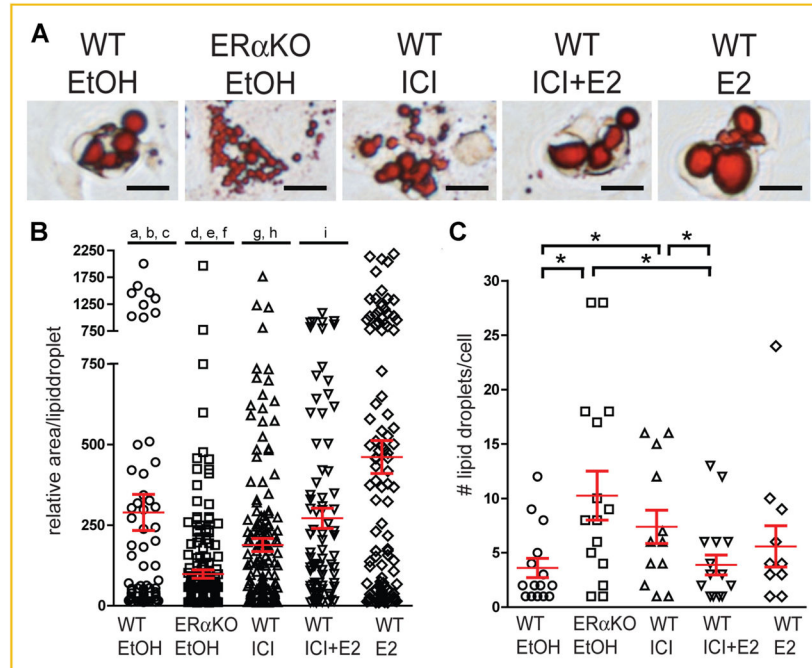 A
WT
EtOH
ERαKO
EtOH
WT
ICI
WT
ICI+E2
WT
E2
B
a, b, c
d, e, f
g, h
i
2250
1750
1250
750
750
500
250
0
relative area/lipiddroplet
WT
EtOH
ERαKO
EtOH
WT
ICI
WT
ICI+E2
WT
E2
C
*
*
*
*
30
25
20
15
10
5
0
# lipid droplets/cell
WT
EtOH
ERαKO
EtOH
WT
ICI
WT
ICI+E2
WT
E2